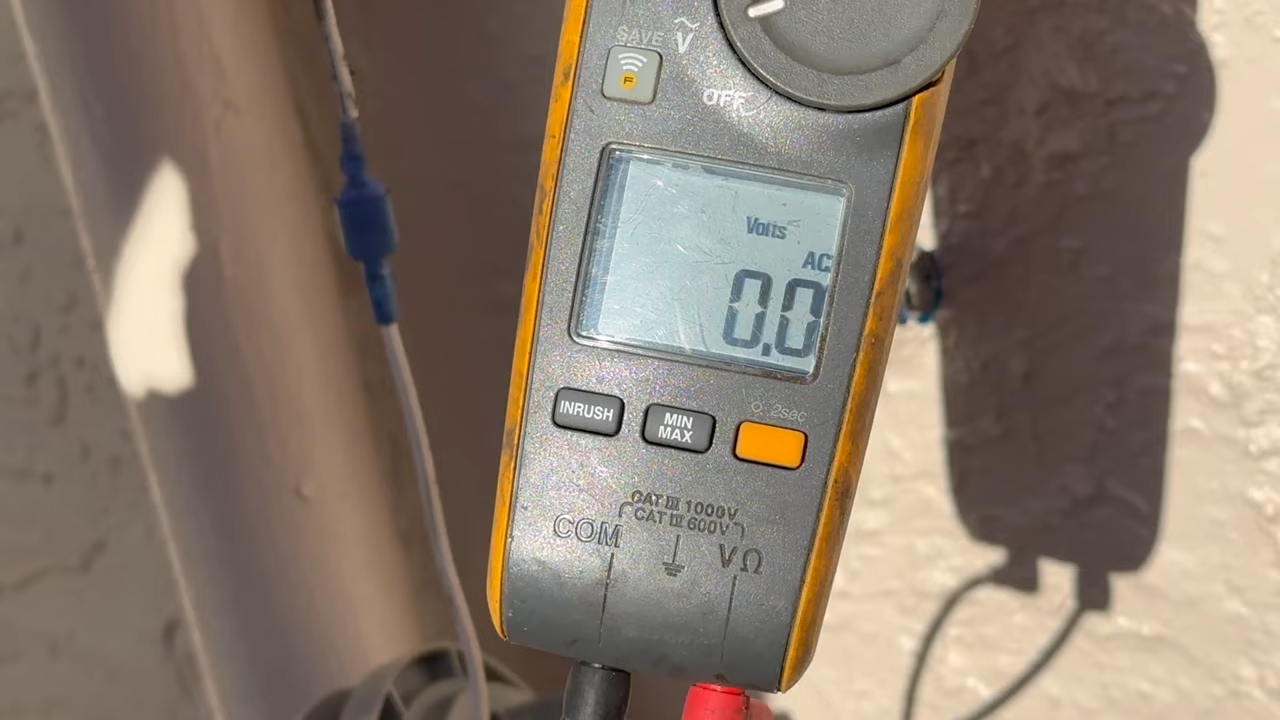 SAVE
Ṽ
F
OFF
Volts
AC
0.0
INRUSH
MIN
MAX
2sec
CAT III 1000V
CAT IV 600V
COM
VΩ